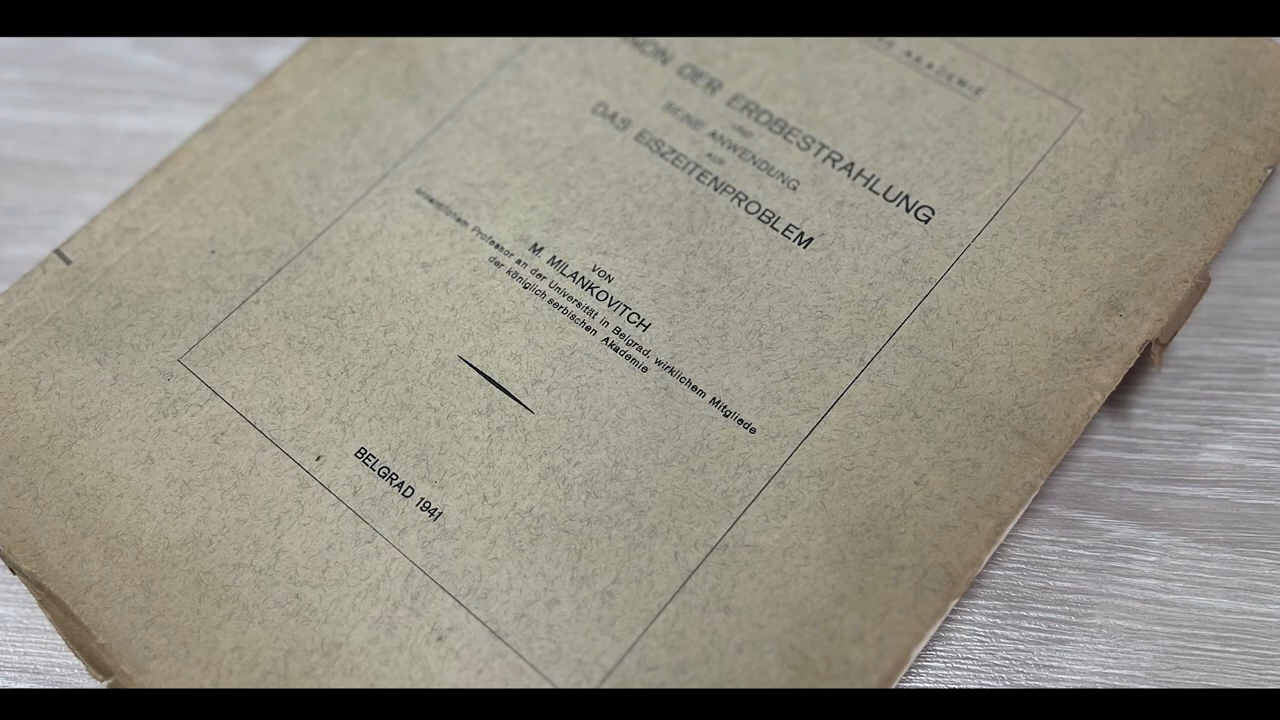 AKADEMIE
DER ERDBESTRAHLUNG
UND
SEINE ANWENDUNG
AUF
DAS EISZEITENPROBLEM
VON
M. MILANKOVITCH
ordentlichem Professor an der Universität in Belgrad, wirklichem Mitgliede
der königlich serbischen Akademie
BELGRAD 1941